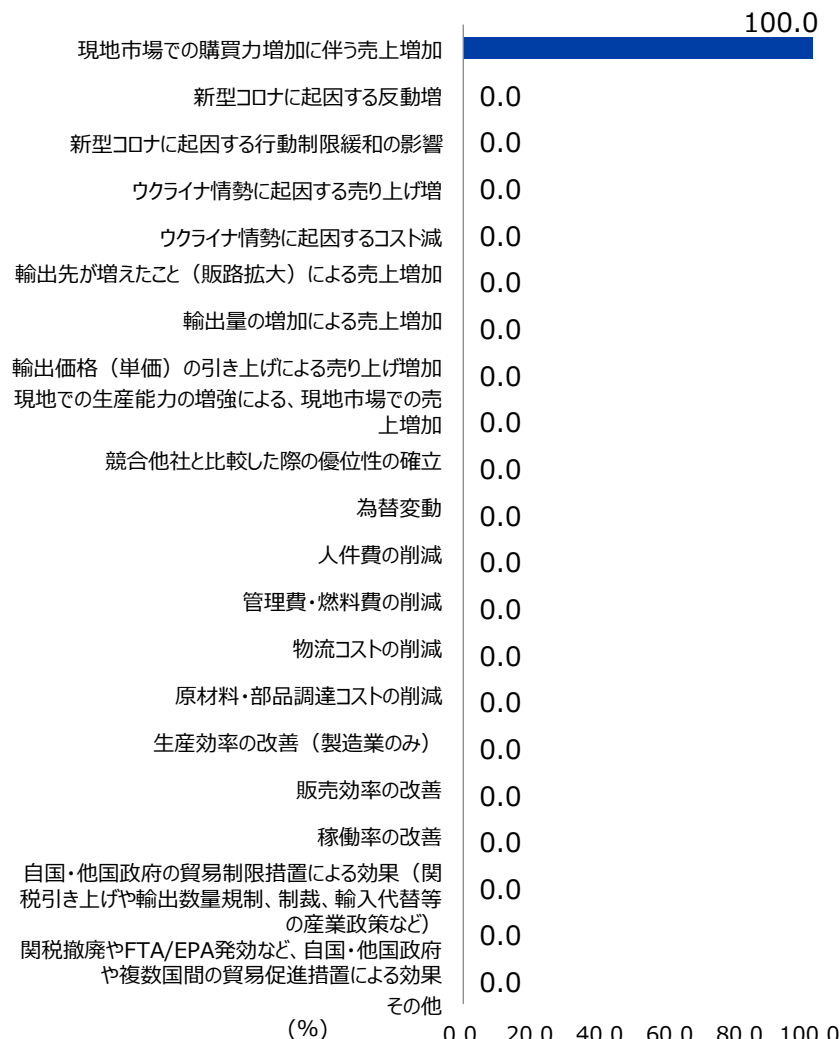 100.0
現地市場での購買力増加に伴う売上増加
新型コロナに起因する反動増 0.0
新型コロナに起因する行動制限緩和の影響 0.0
ウクライナ情勢に起因する売り上げ増 0.0
ウクライナ情勢に起因するコスト減 0.0
輸出先が増えたこと（販路拡大）による売上増加 0.0
輸出量の増加による売上増加 0.0
輸出価格（単価）の引き上げによる売り上げ増加 0.0
現地での生産能力の増強による、現地市場での売
上増加 0.0
競合他社と比較した際の優位性の確立 0.0
為替変動 0.0
人件費の削減 0.0
管理費・燃料費の削減 0.0
物流コストの削減 0.0
原材料・部品調達コストの削減 0.0
生産効率の改善（製造業のみ） 0.0
販売効率の改善 0.0
稼働率の改善 0.0
自国・他国政府の貿易制限措置による効果（関
税引き上げや輸出数量規制、制裁、輸入代替等 0.0
の産業政策など）
関税撤廃やFTA/EPA発効など、自国・他国政府 0.0
や複数国間の貿易促進措置による効果 0.0
その他
(%) 0.0 20.0 40.0 60.0 80.0 100.0